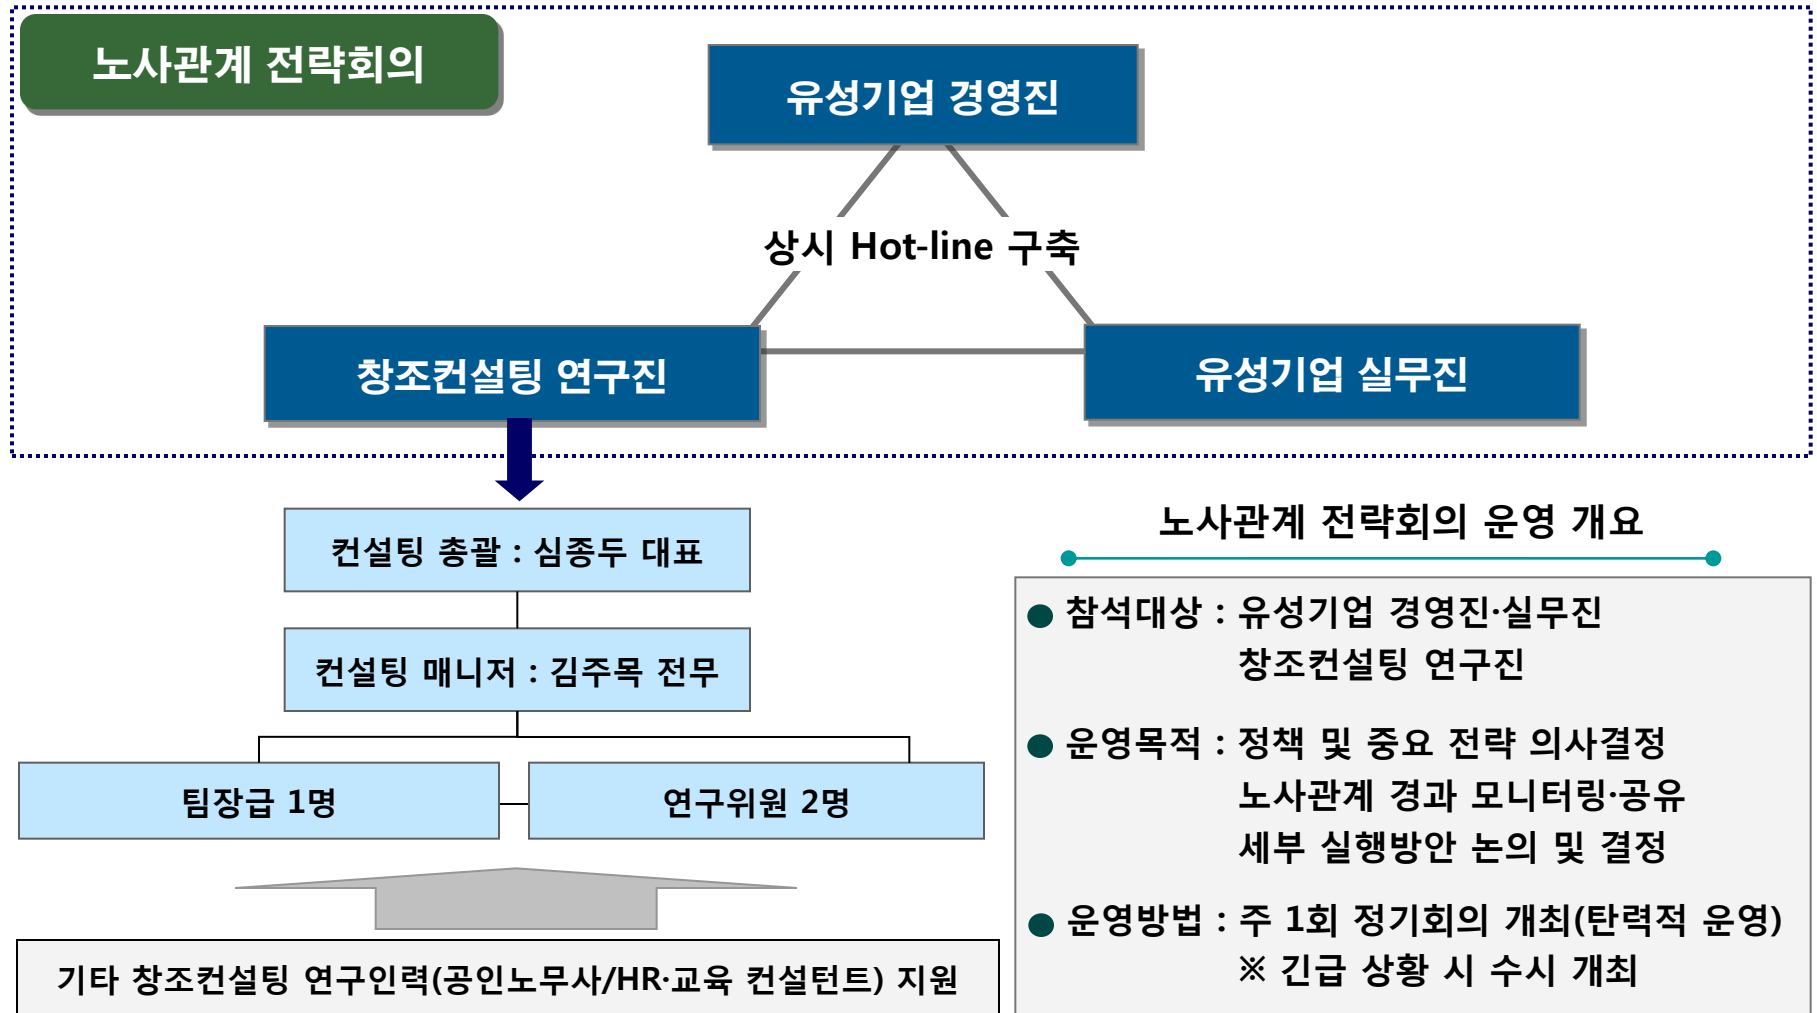 노사관계 전략회의
유성기업 경영진
상시 Hot-line 구축
창조컨설팅 연구진
유성기업 실무진
컨설팅 총괄 : 심종두 대표
컨설팅 매니저 : 김주목 전무
팀장급 1명
연구위원 2명
기타 창조컨설팅 연구인력(공인노무사/HR·교육 컨설턴트) 지원
노사관계 전략회의 운영 개요
● 참석대상 : 유성기업 경영진·실무진
창조컨설팅 연구진
● 운영목적 : 정책 및 중요 전략 의사결정
노사관계 경과 모니터링·공유
세부 실행방안 논의 및 결정
● 운영방법 : 주 1회 정기회의 개최(탄력적 운영)
※ 긴급 상황 시 수시 개최